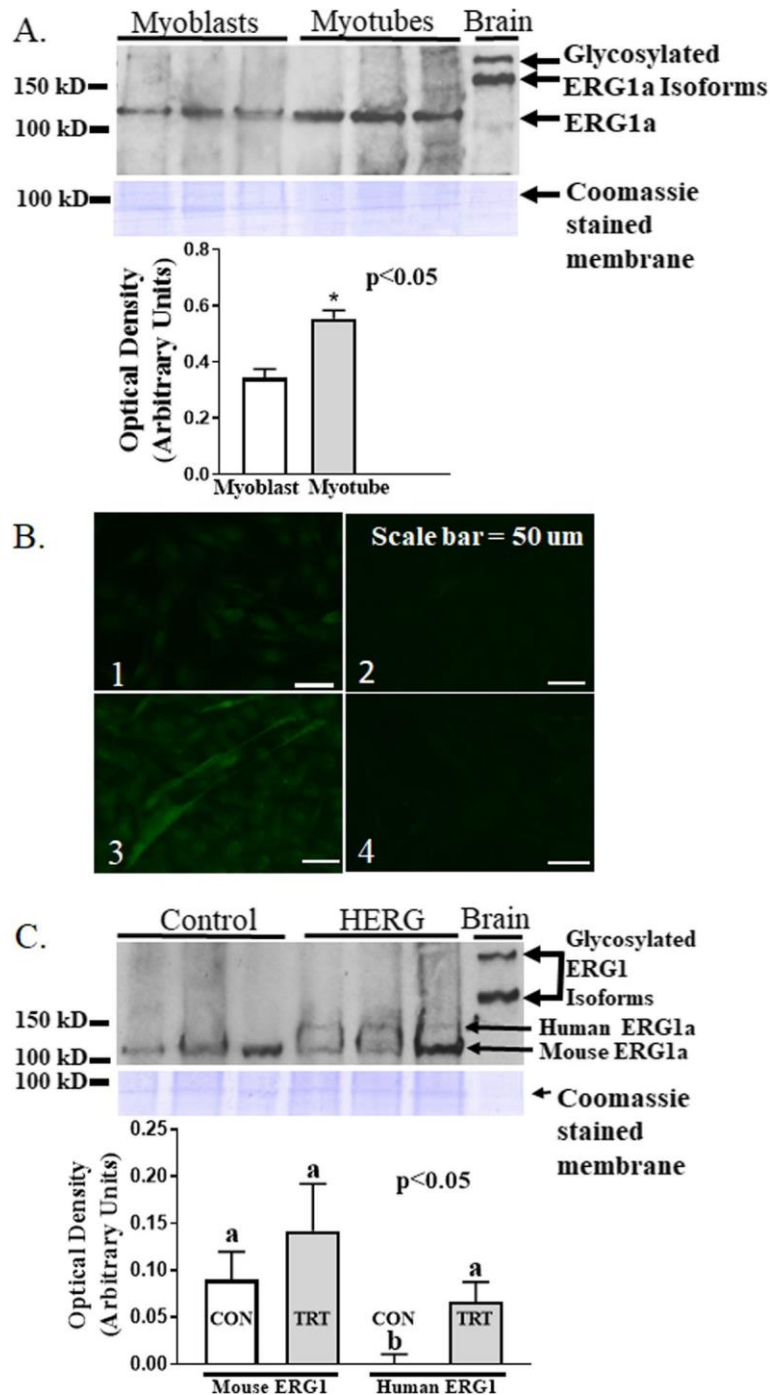 A.
Myoblasts Myotubes Brain
150 kD
100 kD
Glycosylated
ERG1a Isoforms
ERG1a
100 kD
Coomassie
stained
membrane
Optical Density
(Arbitrary Units)
0.8
0.6
0.4
0.2
0.0
p<0.05
*
Myoblast Myotube
B.
1
Scale bar = 50 um
2
3
4
C.
Control HERG Brain
Glycosylated
ERG1
Isoforms
150 kD
Human ERG1a
100 kD
Mouse ERG1a
100 kD
Coomassie
stained
membrane
Optical Density
(Arbitrary Units)
0.25
0.20
0.15
0.10
0.05
0.00
a
a
p<0.05
a
b
CON
TRT
CON
TRT
Mouse ERG1 Human ERG1